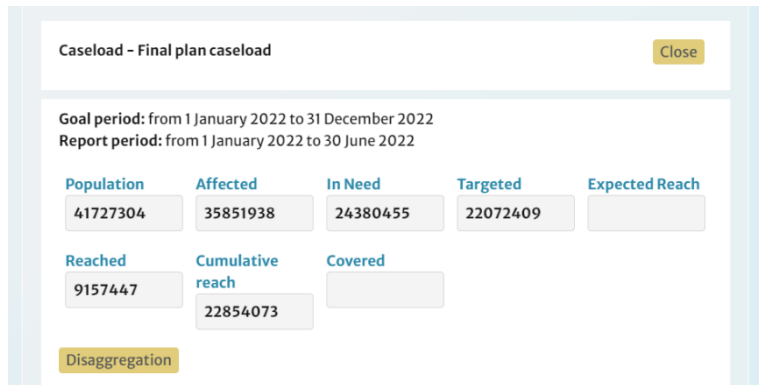 Caseload – Final plan caseload
Close
Goal period: from 1 January 2022 to 31 December 2022
Report period: from 1 January 2022 to 30 June 2022
Population Affected In Need Targeted Expected Reach
41727304 35851938 24380455 22072409
Reached Cumulative reach Covered
9157447 22854073
Disaggregation